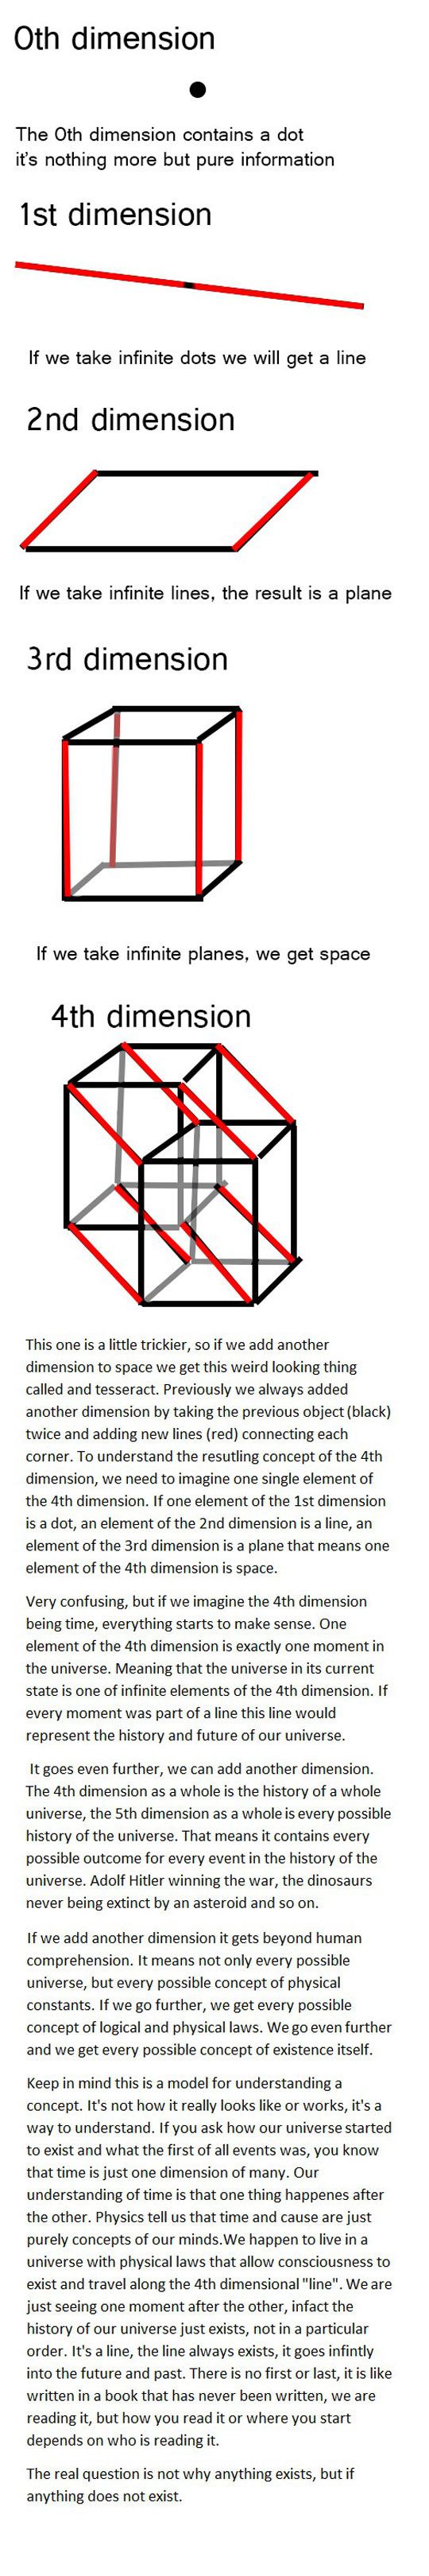 0th dimension
The 0th dimension contains a dot
it's nothing more but pure information
1st dimension
If we take infinite dots we will get a line
2nd dimension
If we take infinite lines, the result is a plane
3rd dimension
If we take infinite planes, we get space
4th dimension
This one is a little trickier, so if we add another
dimension to space we get this weird looking thing
called and tesseract. Previously we always added
another dimension by taking the previous object (black)
twice and adding new lines (red) connecting each
corner. To understand the resutling concept of the 4th
dimension, we need to imagine one single element of
the 4th dimension. If one element of the 1st dimension
is a dot, an element of the 2nd dimension is a line, an
element of the 3rd dimension is a plane that means one
element of the 4th dimension is space.
Very confusing, but if we imagine the 4th dimension
being time, everything starts to make sense. One
element of the 4th dimension is exactly one moment in
the universe. Meaning that the universe in its current
state is one of infinite elements of the 4th dimension. If
every moment was part of a line this line would
represent the history and future of our universe.
It goes even further, we can add another dimension.
The 4th dimension as a whole is the history of a whole
universe, the 5th dimension as a whole is every possible
history of the universe. That means it contains every
possible outcome for every event in the history of the
universe. Adolf Hitler winning the war, the dinosaurs
never being extinct by an asteroid and so on.
If we add another dimension it gets beyond human
comprehension. It means not only every possible
universe, but every possible concept of physical
constants. If we go further, we get every possible
concept of logical and physical laws. We go even further
and we get every possible concept of existence itself.
Keep in mind this is a model for understanding a
concept. It's not how it really looks like or works, it's a
way to understand. If you ask how our universe started
to exist and what the first of all events was, you know
that time is just one dimension of many. Our
understanding of time is that one thing happenes after
the other. Physics tell us that time and cause are just
purely concepts of our minds.We happen to live in a
universe with physical laws that allow consciousness to
exist and travel along the 4th dimensional "line". We are
just seeing one moment after the other, infact the
history of our universe just exists, not in a particular
order. It's a line, the line always exists, it goes infintly
into the future and past. There is no first or last, it is like
written in a book that has never been written, we are
reading it, but how you read it or where you start
depends on who is reading it.
The real question is not why anything exists, but if
anything does not exist.